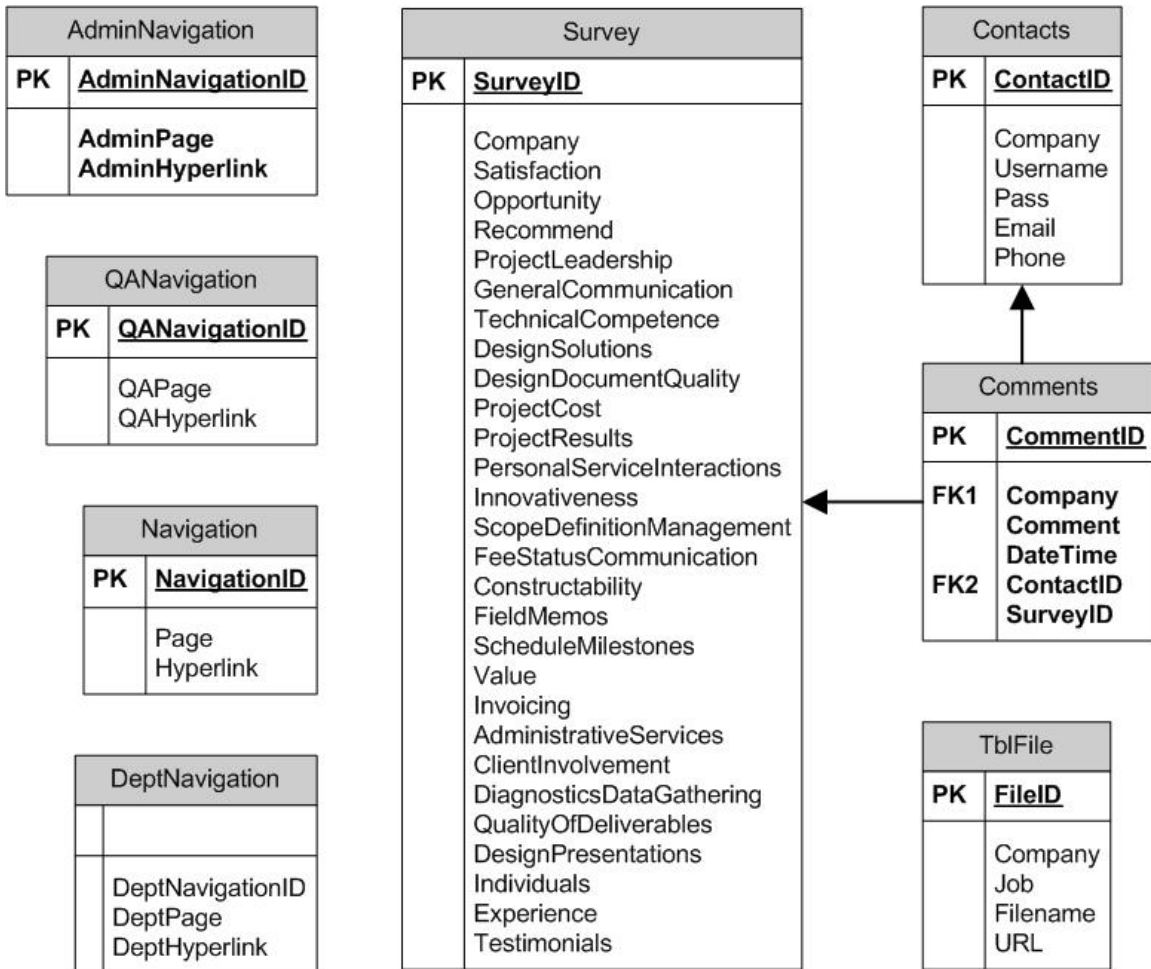 AdminNavigation
PK AdminNavigationID
AdminPage
AdminHyperlink
QANavigation
PK QANavigationID
QAPage
QAHyperlink
Navigation
PK NavigationID
Page
Hyperlink
DeptNavigation
DeptNavigationID
DeptPage
DeptHyperlink
Survey
PK SurveyID
Company
Satisfaction
Opportunity
Recommend
ProjectLeadership
GeneralCommunication
TechnicalCompetence
DesignSolutions
DesignDocumentQuality
ProjectCost
ProjectResults
PersonalServiceInteractions
Innovativeness
ScopeDefinitionManagement
FeeStatusCommunication
Constructability
FieldMemos
ScheduleMilestones
Value
Invoicing
AdministrativeServices
ClientInvolvement
DiagnosticsDataGathering
QualityOfDeliverables
DesignPresentations
Individuals
Experience
Testimonials
Contacts
PK ContactID
Company
Username
Pass
Email
Phone
Comments
PK CommentID
FK1 Company
Comment
DateTime
FK2 ContactID
SurveyID
TblFile
PK FileID
Company
Job
Filename
URL